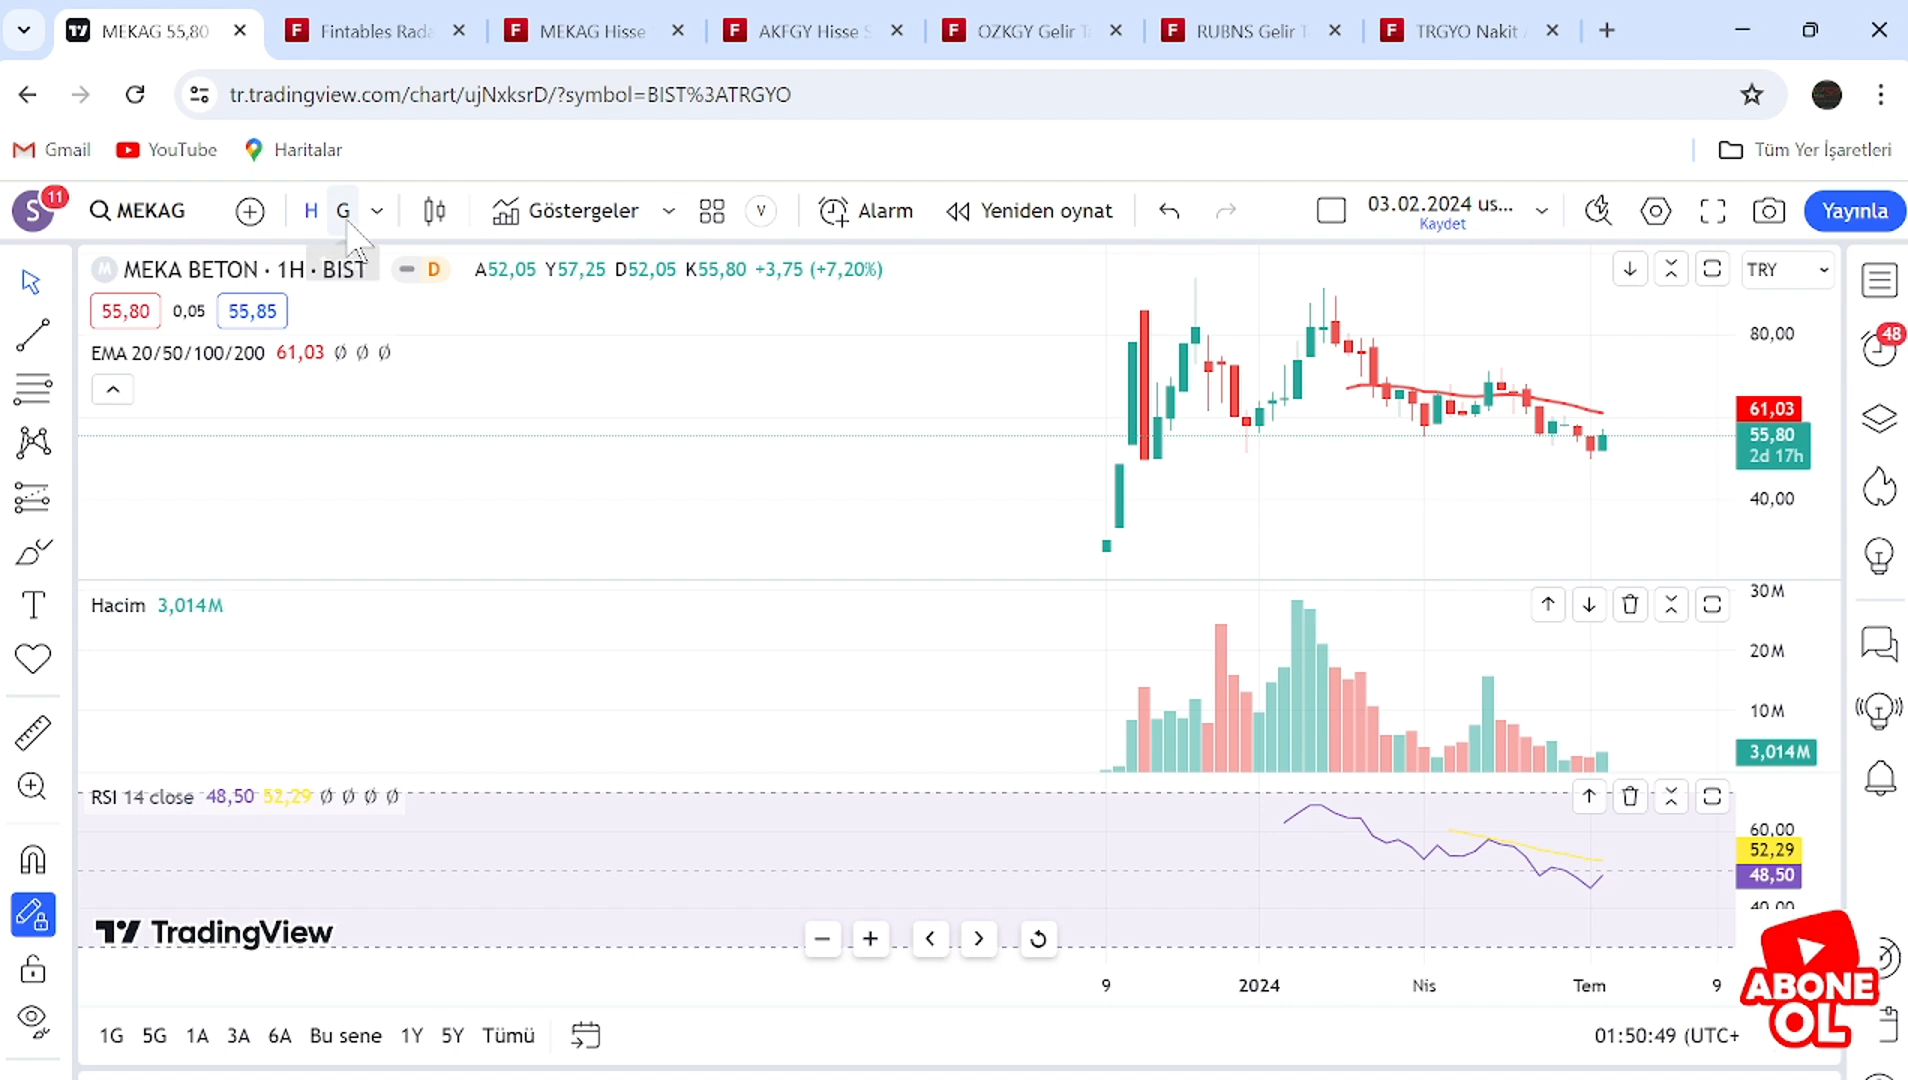 MEKAG 55,80
Fintables Rada
MEKAG Hisse
AKFGY Hisse S
OZKGY Gelir T
RUBNS Gelir T
TRGYO Nakit A
tr.tradingview.com/chart/ujNxksrD/?symbol=BIST%3ATRGYO
Gmail
YouTube
Haritalar
Tüm Yer İşaretleri
S
11
MEKAG
H
G
Göstergeler
V
Alarm
Yeniden oynat
03.02.2024 us...
Kaydet
Yayınla
M
MEKA BETON · 1H · BIST
D
A52,05 Y57,25 D52,05 K55,80 +3,75 (+7,20%)
TRY
55,80
0,05
55,85
EMA 20/50/100/200 61,03 Ø Ø Ø
80,00
48
61,03
55,80
2d 17h
40,00
Hacim 3,014M
30M
20M
10M
3,014M
RSI 14 close 48,50 52,29 Ø Ø Ø Ø
60,00
52,29
48,50
40,00
TradingView
9
2024
Nis
Tem
9
1G 5G 1A 3A 6A Bu sene 1Y 5Y Tümü
01:50:49 (UTC+
ABONE
OL